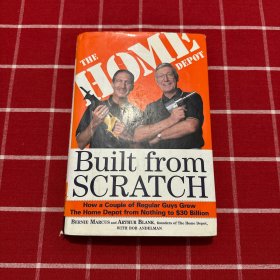 THE
HOME
DEPOT
Built from
SCRATCH
How a Couple of Regular Guys Grew
The Home Depot from Nothing to $30 Billion
BERNIE MARCUS AND ARTHUR BLANK, founders of The Home Depot,
WITH BOB ANDELMAN